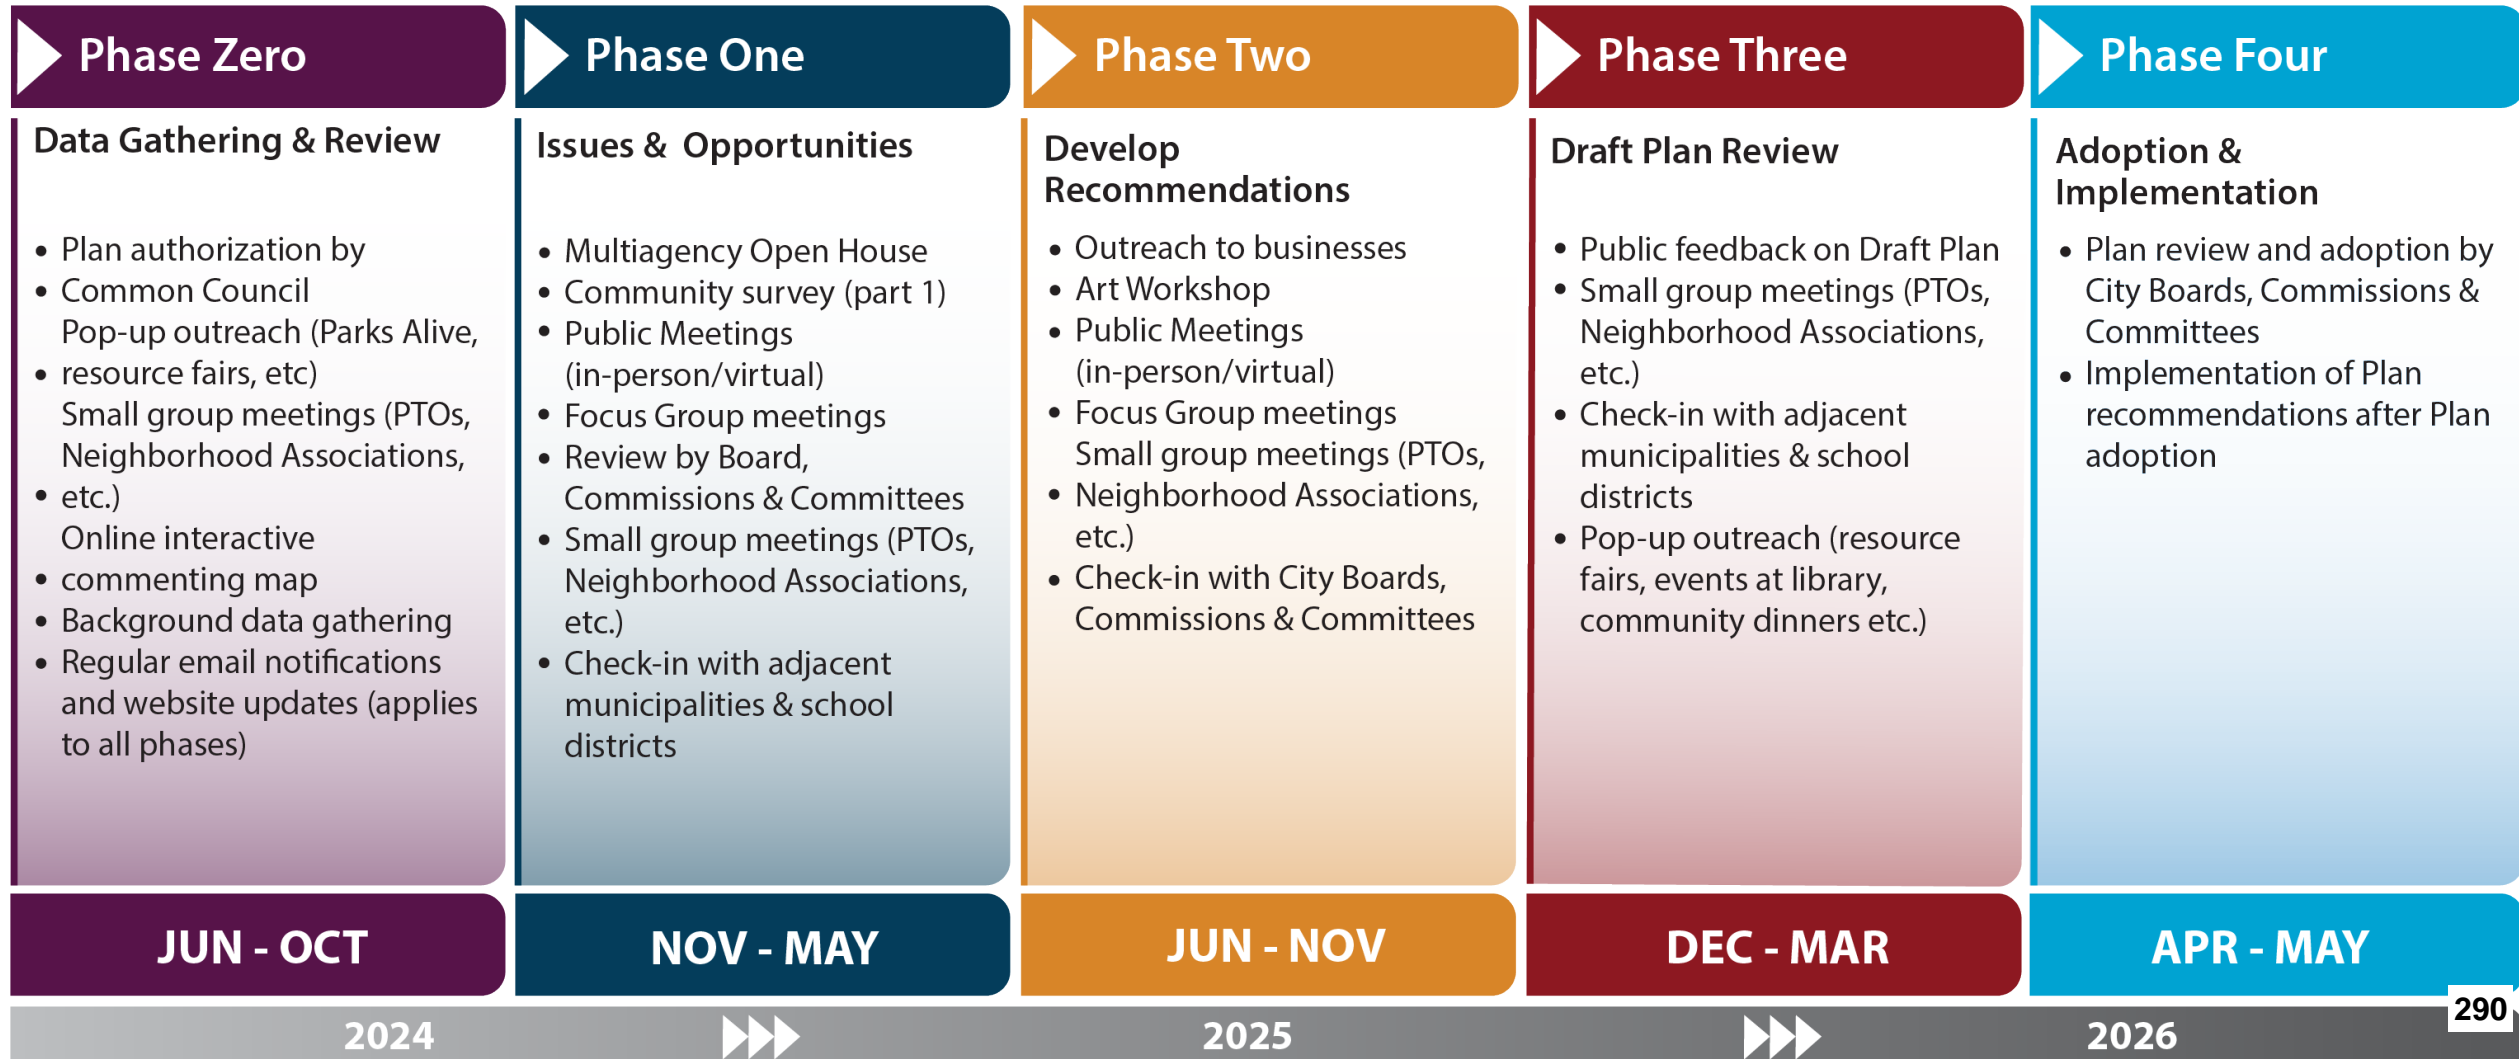 Phase Zero
Data Gathering & Review
• Plan authorization by
• Common Council
Pop-up outreach (Parks Alive,
• resource fairs, etc)
Small group meetings (PTOs,
Neighborhood Associations,
• etc.)
Online interactive
• commenting map
• Background data gathering
• Regular email notifications
and website updates (applies
to all phases)
JUN - OCT
Phase One
Issues & Opportunities
• Multiagency Open House
• Community survey (part 1)
• Public Meetings
(in-person/virtual)
• Focus Group meetings
• Review by Board,
Commissions & Committees
• Small group meetings (PTOs,
Neighborhood Associations,
etc.)
• Check-in with adjacent
municipalities & school
districts
NOV - MAY
Phase Two
Develop
Recommendations
• Outreach to businesses
• Art Workshop
• Public Meetings
(in-person/virtual)
• Focus Group meetings
Small group meetings (PTOs,
• Neighborhood Associations,
etc.)
• Check-in with City Boards,
Commissions & Committees
JUN - NOV
Phase Three
Draft Plan Review
• Public feedback on Draft Plan
• Small group meetings (PTOs,
Neighborhood Associations,
etc.)
• Check-in with adjacent
municipalities & school
districts
• Pop-up outreach (resource
fairs, events at library,
community dinners etc.)
DEC - MAR
Phase Four
Adoption &
Implementation
• Plan review and adoption by
City Boards, Commissions &
Committees
• Implementation of Plan
recommendations after Plan
adoption
APR - MAY
2024
2025
2026
290